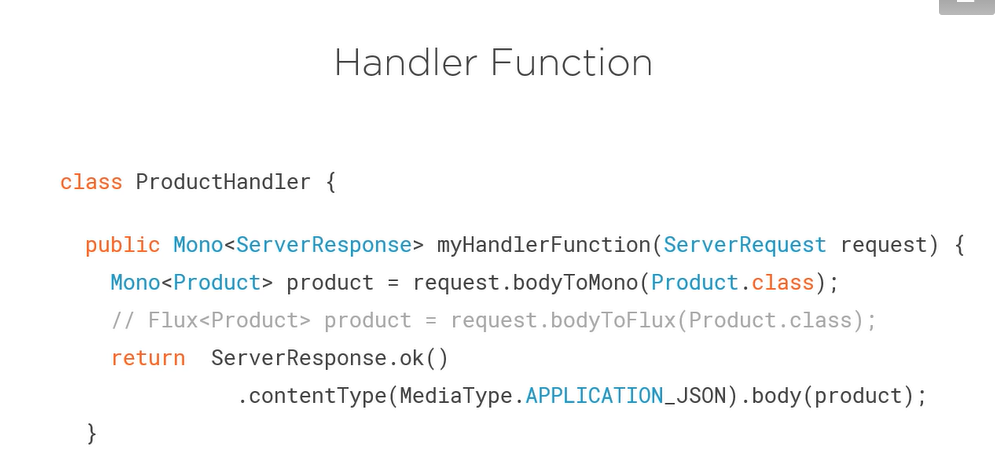 Handler Function
class ProductHandler {
public Mono<ServerResponse> myHandlerFunction(ServerRequest request) {
Mono<Product> product = request.bodyToMono(Product.class);
// Flux<Product> product = request.bodyToFlux(Product.class);
return  ServerResponse.ok()
.contentType(MediaType.APPLICATION_JSON).body(product);
}